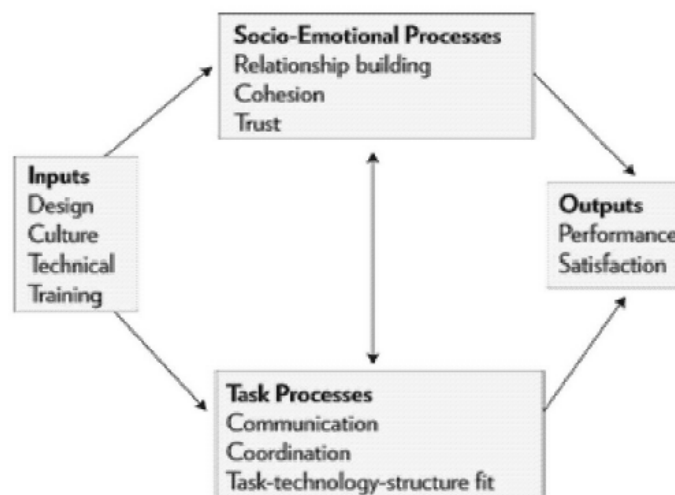 Socio-Emotional Processes
Relationship building
Cohesion
Trust
Inputs
Design
Culture
Technical
Training
Outputs
Performance
Satisfaction
Task Processes
Communication
Coordination
Task-technology-structure fit